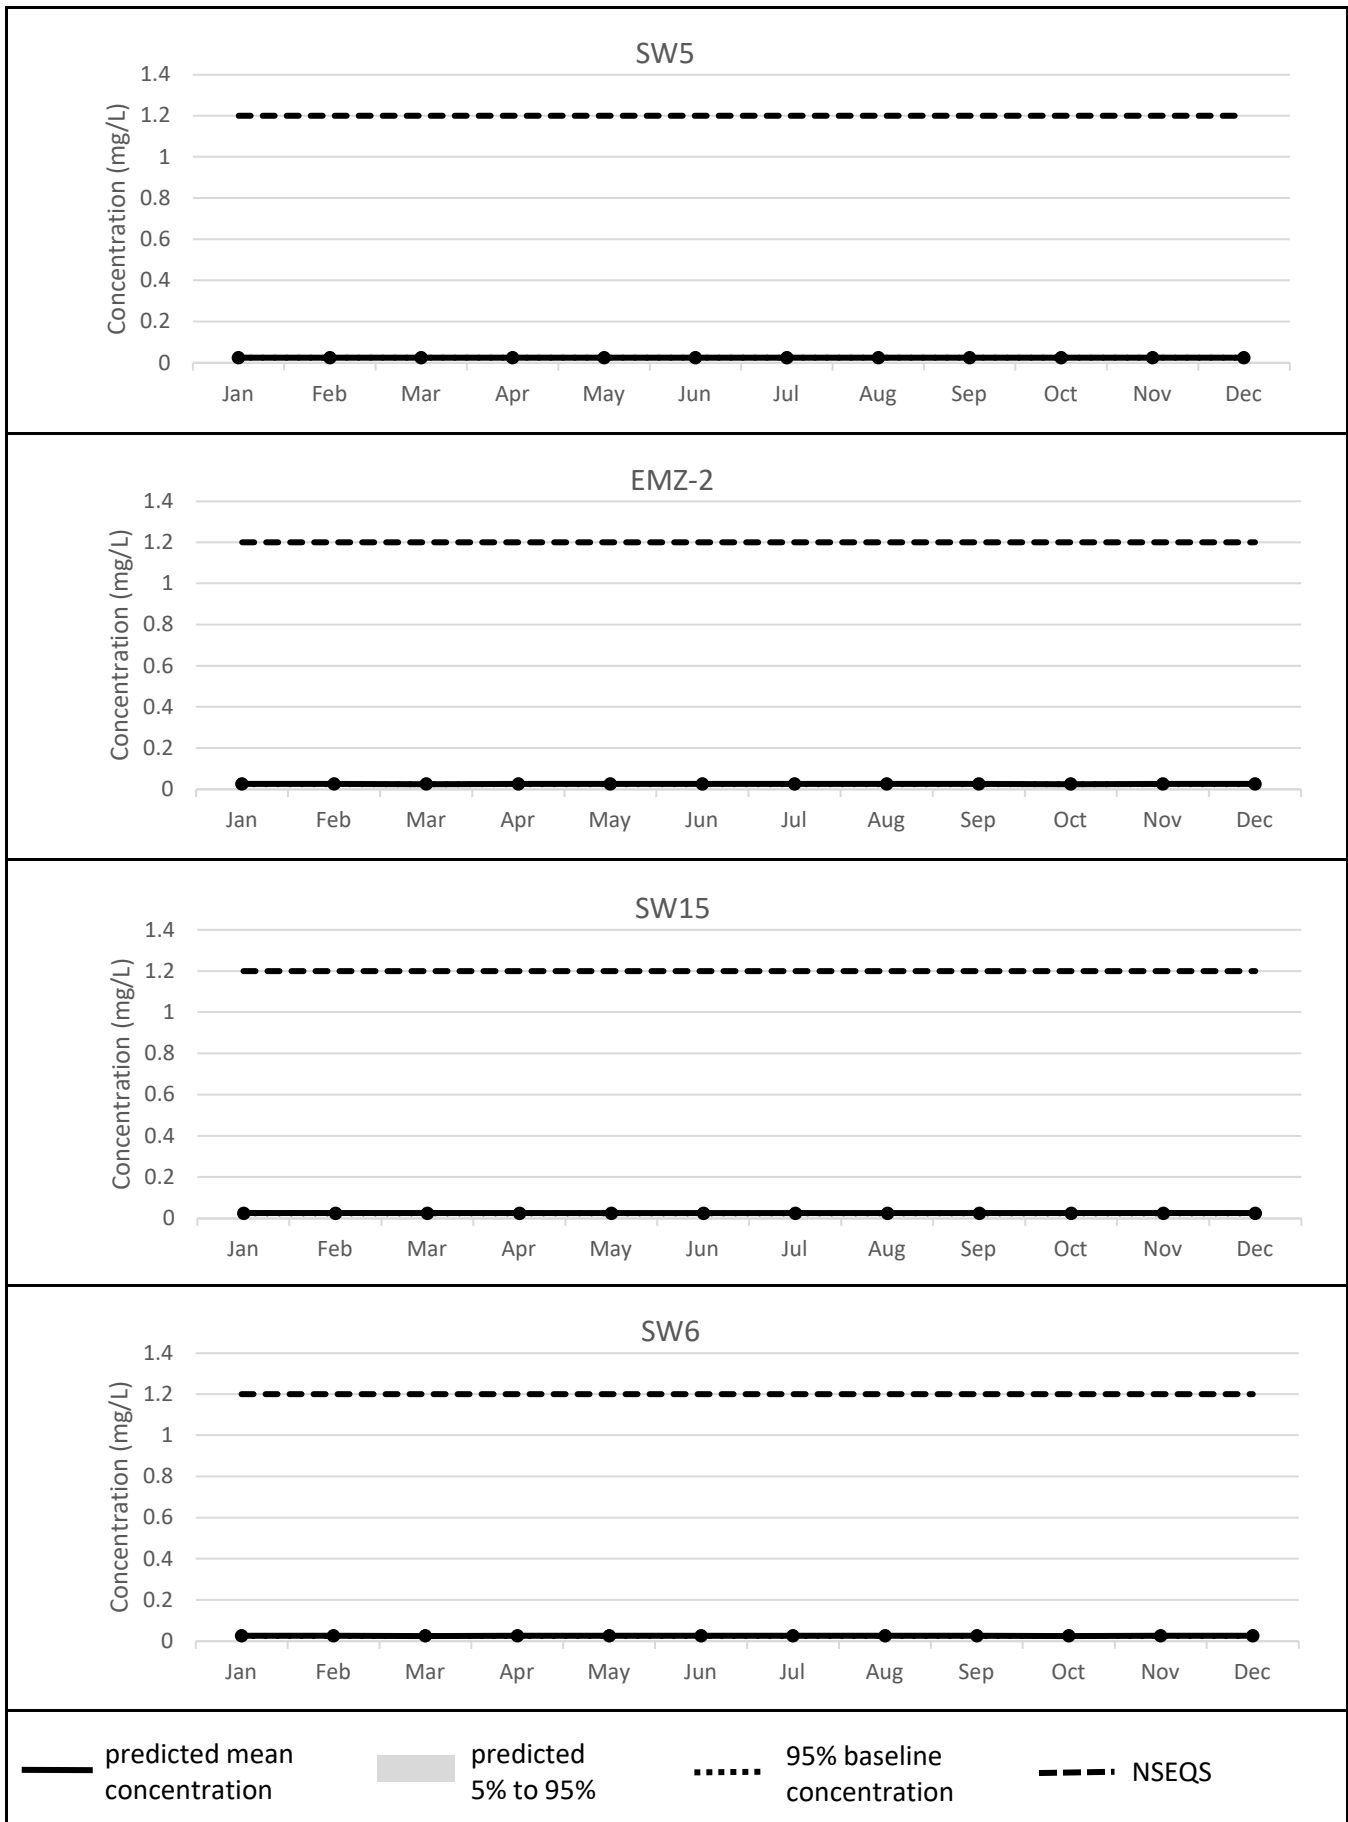 SW5
Concentration (mg/L)
1.4
1.2
1
0.8
0.6
0.4
0.2
0
Jan Feb Mar Apr May Jun Jul Aug Sep Oct Nov Dec
EMZ-2
Concentration (mg/L)
1.4
1.2
1
0.8
0.6
0.4
0.2
0
Jan Feb Mar Apr May Jun Jul Aug Sep Oct Nov Dec
SW15
Concentration (mg/L)
1.4
1.2
1
0.8
0.6
0.4
0.2
0
Jan Feb Mar Apr May Jun Jul Aug Sep Oct Nov Dec
SW6
Concentration (mg/L)
1.4
1.2
1
0.8
0.6
0.4
0.2
0
Jan Feb Mar Apr May Jun Jul Aug Sep Oct Nov Dec
predicted mean
concentration
predicted
5% to 95%
95% baseline
concentration
NSEQS